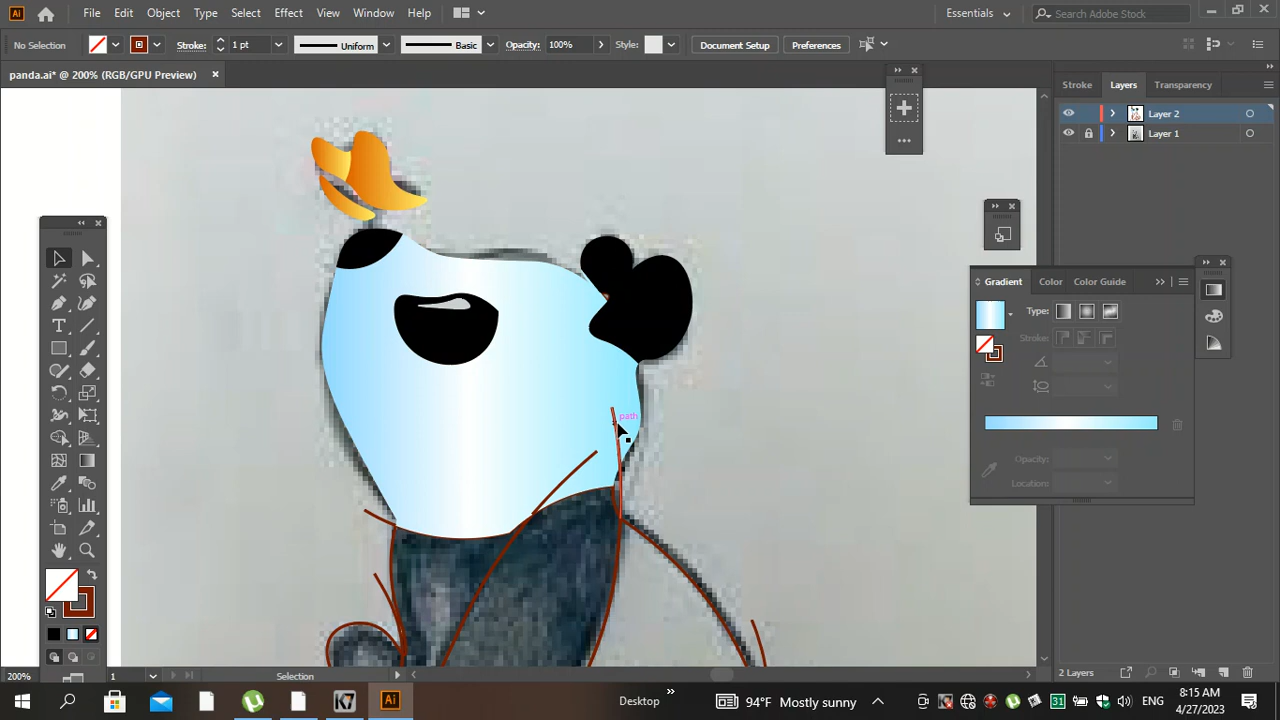 Ai File Edit Object Type Select Effect View Window Help Essentials Search Adobe Stock
No Selection Stroke: 1 pt Uniform Basic Opacity: 100% Style: Document Setup Preferences
panda.ai* @ 200% (RGB/GPU Preview)
Stroke Layers Transparency
Layer 2
Layer 1
Gradient Color Color Guide
Type:
Stroke:
Opacity:
Location:
path
200% 1 Selection 2 Layers
Desktop 94°F Mostly sunny 31 ENG 8:15 AM
4/27/2023